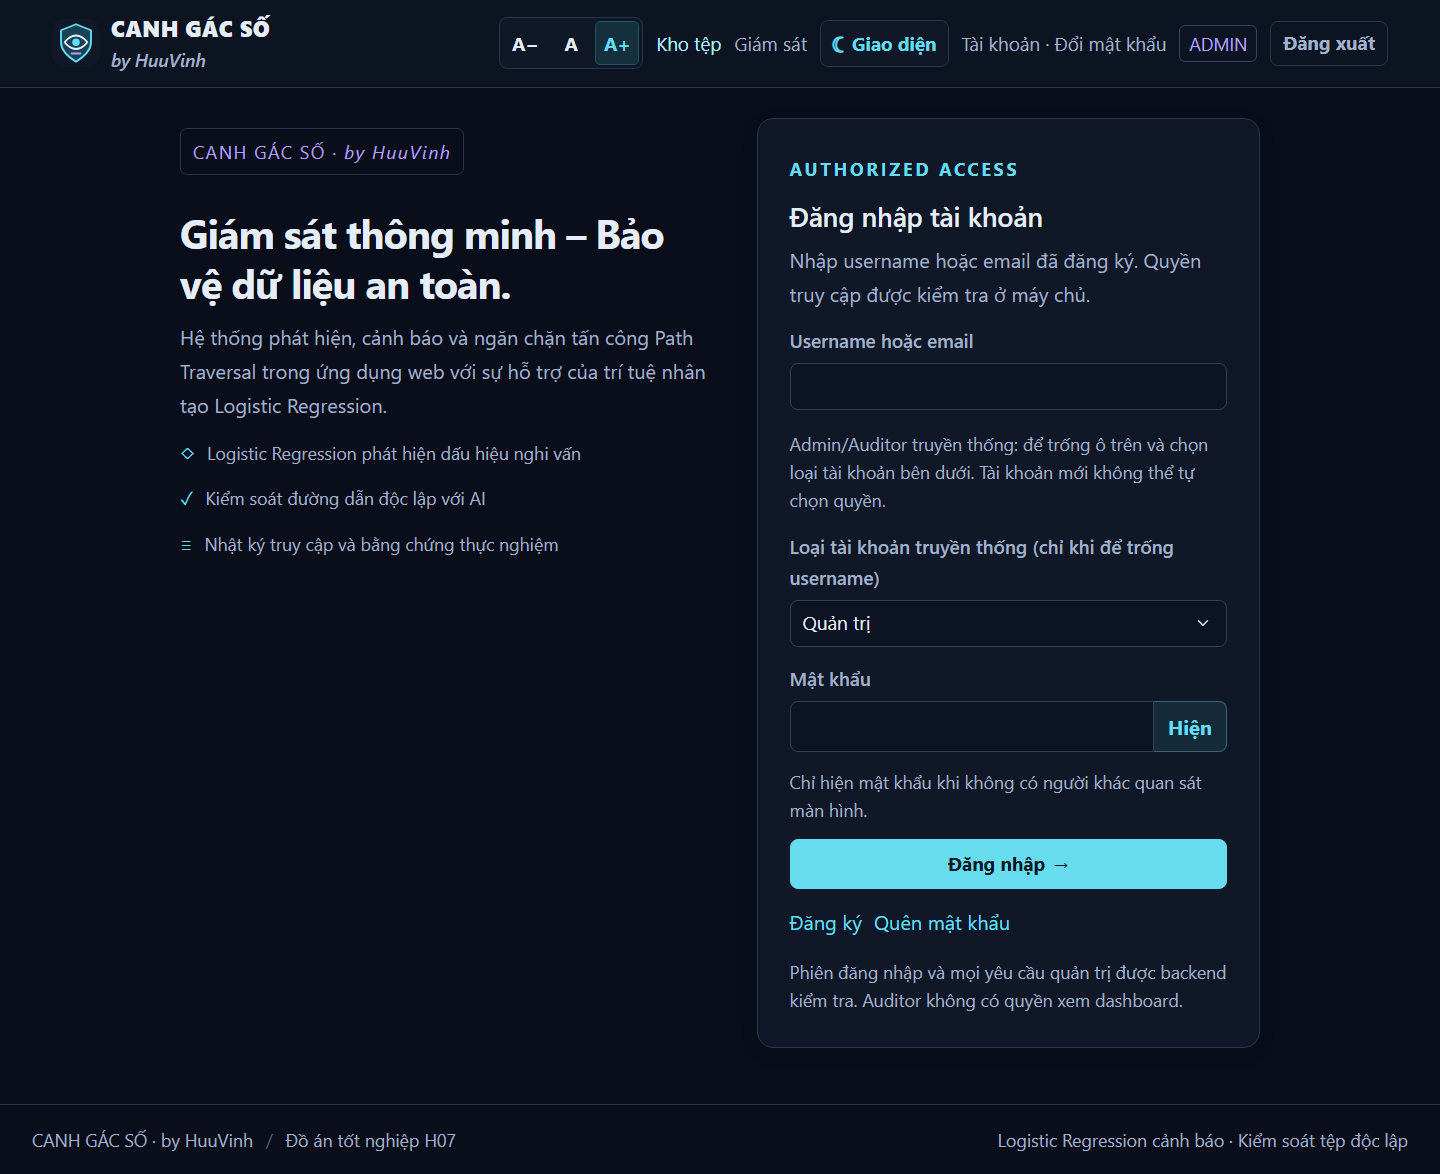 CANH GÁC SỐ
by HuuVinh
A− A A+ Kho tệp Giám sát Giao diện Tài khoản · Đổi mật khẩu ADMIN Đăng xuất
CANH GÁC SỐ · by HuuVinh
Giám sát thông minh – Bảo
vệ dữ liệu an toàn.
Hệ thống phát hiện, cảnh báo và ngăn chặn tấn công Path
Traversal trong ứng dụng web với sự hỗ trợ của trí tuệ nhân
tạo Logistic Regression.
◇ Logistic Regression phát hiện dấu hiệu nghi vấn
✓ Kiểm soát đường dẫn độc lập với AI
≡ Nhật ký truy cập và bằng chứng thực nghiệm
AUTHORIZED ACCESS
Đăng nhập tài khoản
Nhập username hoặc email đã đăng ký. Quyền
truy cập được kiểm tra ở máy chủ.
Username hoặc email
Admin/Auditor truyền thống: để trống ô trên và chọn
loại tài khoản bên dưới. Tài khoản mới không thể tự
chọn quyền.
Loại tài khoản truyền thống (chỉ khi để trống
username)
Quản trị
Mật khẩu
Hiện
Chỉ hiện mật khẩu khi không có người khác quan sát
màn hình.
Đăng nhập →
Đăng ký Quên mật khẩu
Phiên đăng nhập và mọi yêu cầu quản trị được backend
kiểm tra. Auditor không có quyền xem dashboard.
CANH GÁC SỐ · by HuuVinh / Đồ án tốt nghiệp H07
Logistic Regression cảnh báo · Kiểm soát tệp độc lập